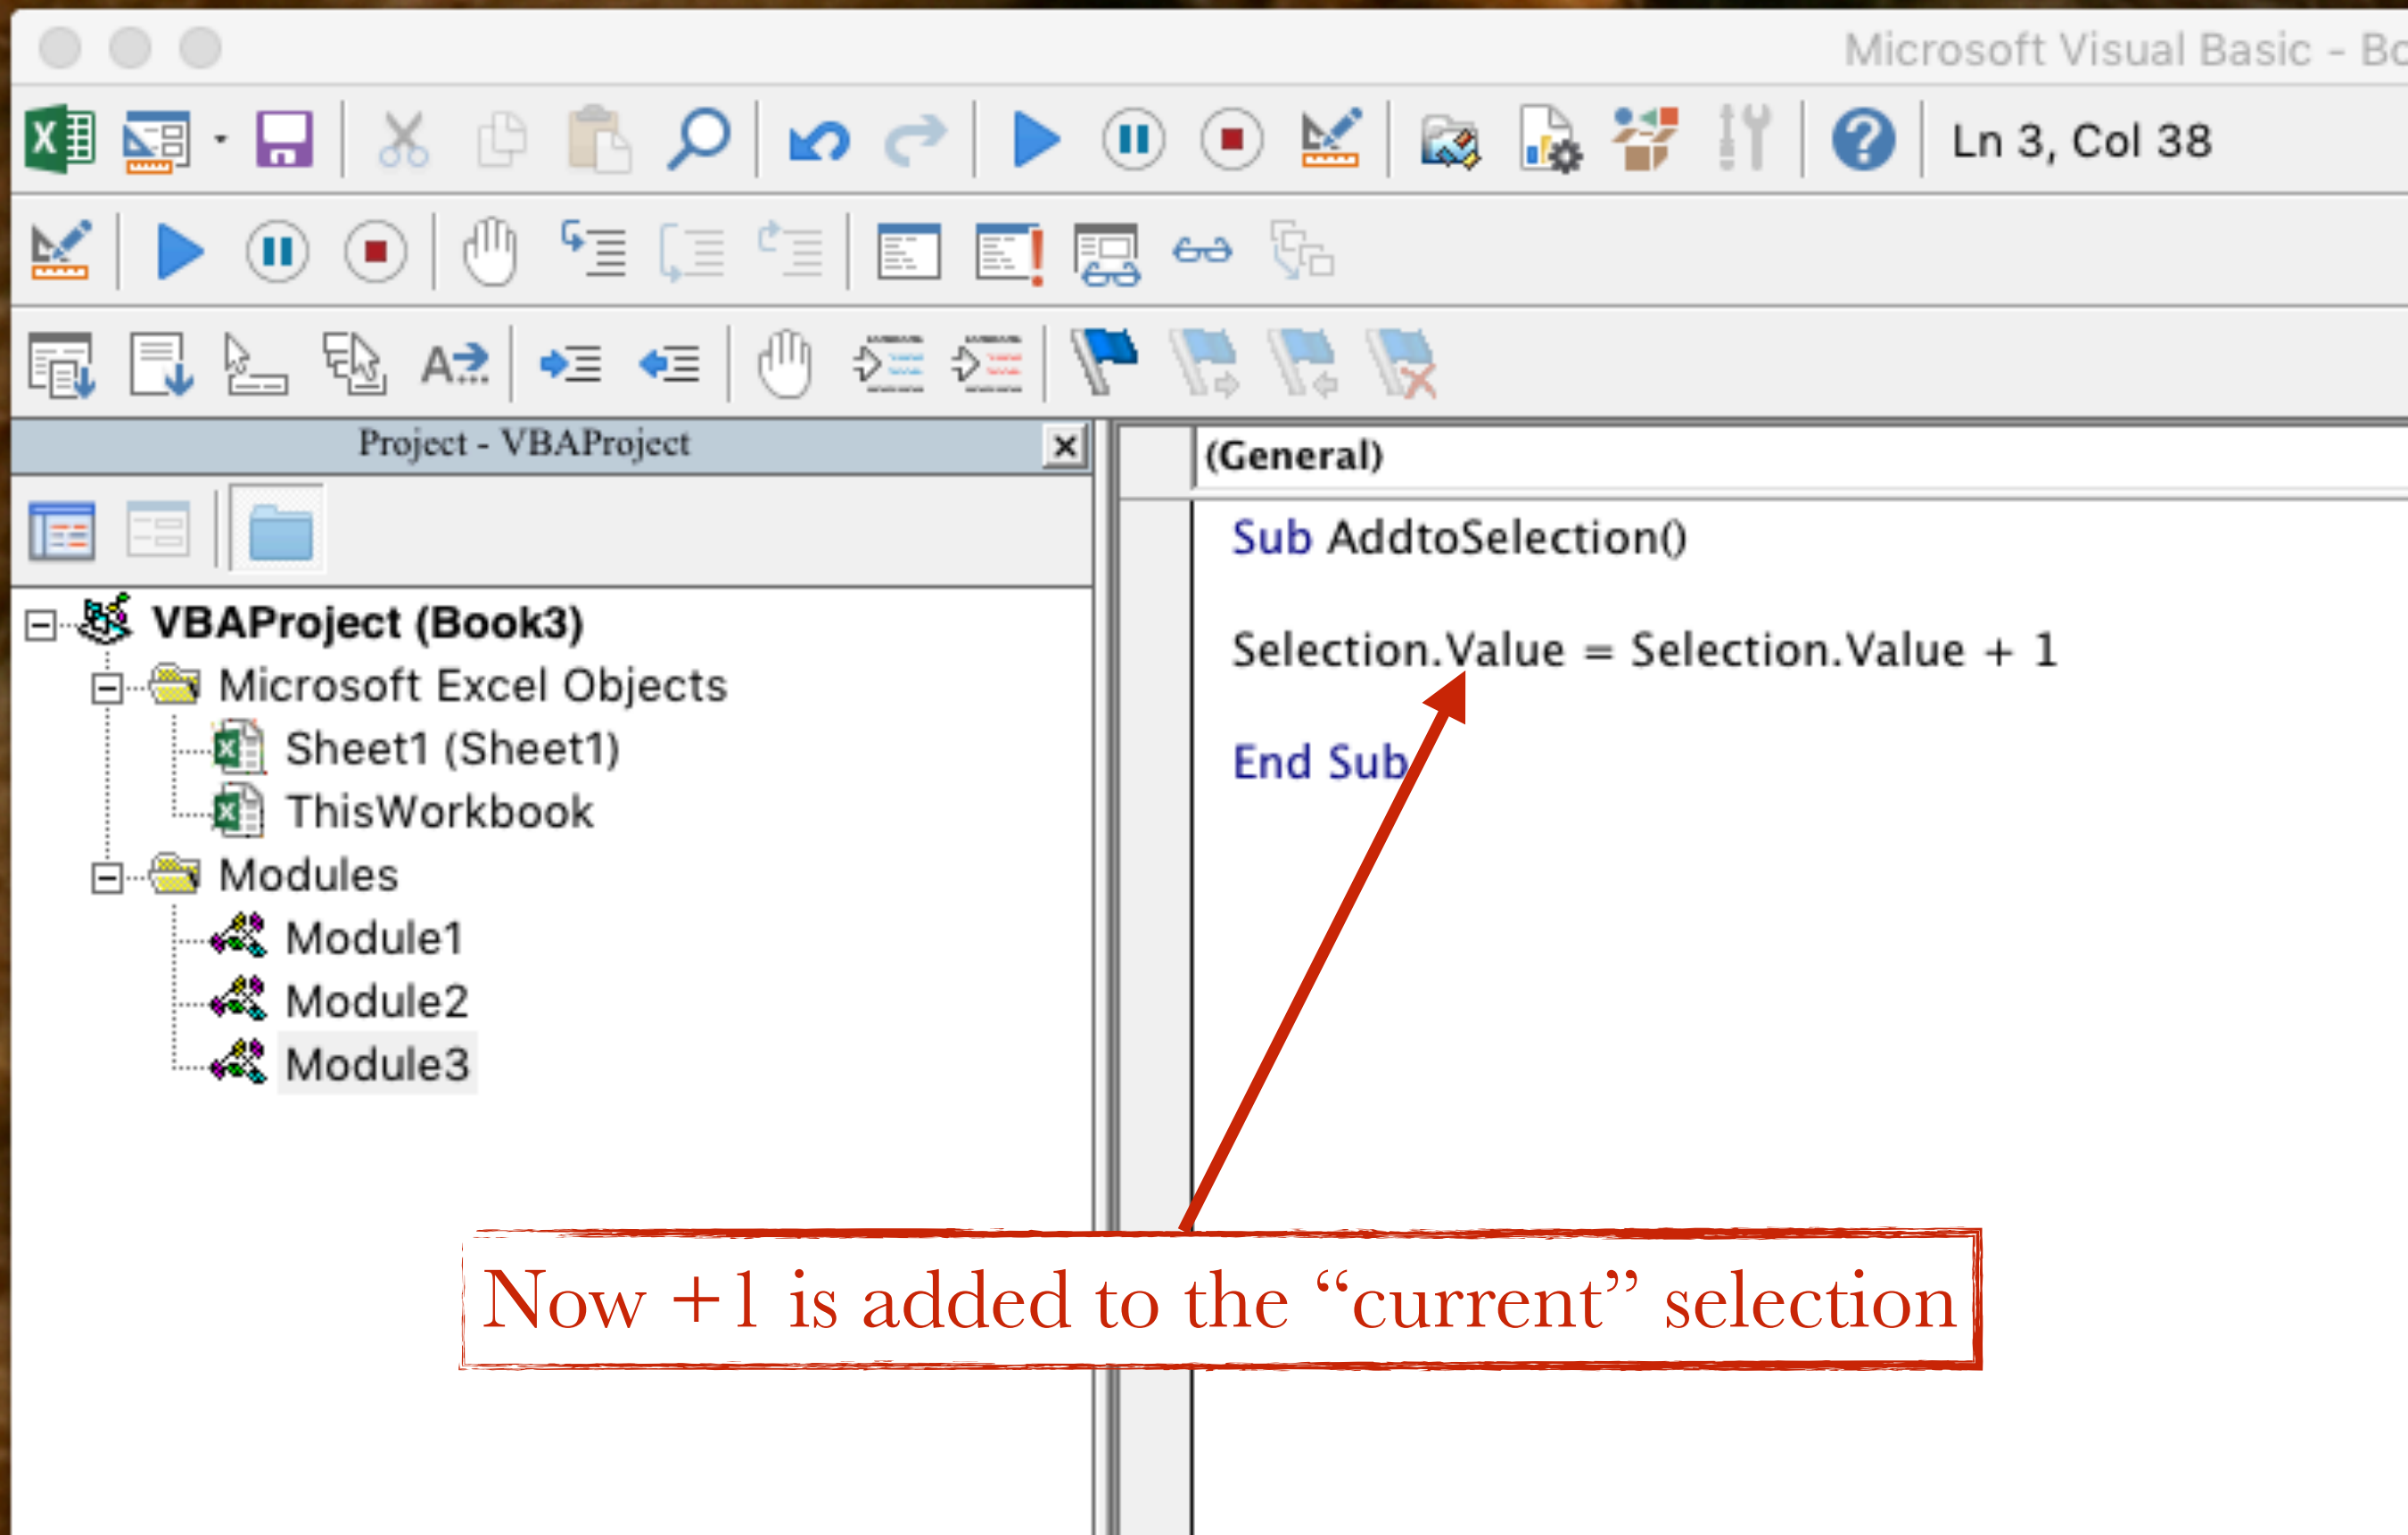 Microsoft Visual Basic - Bo
Ln 3, Col 38
Project - VBAProject
(General)
Sub AddtoSelection()
Selection.Value = Selection.Value + 1
End Sub
VBAProject (Book3)
Microsoft Excel Objects
Sheet1 (Sheet1)
ThisWorkbook
Modules
Module1
Module2
Module3
Now +1 is added to the “current” selection